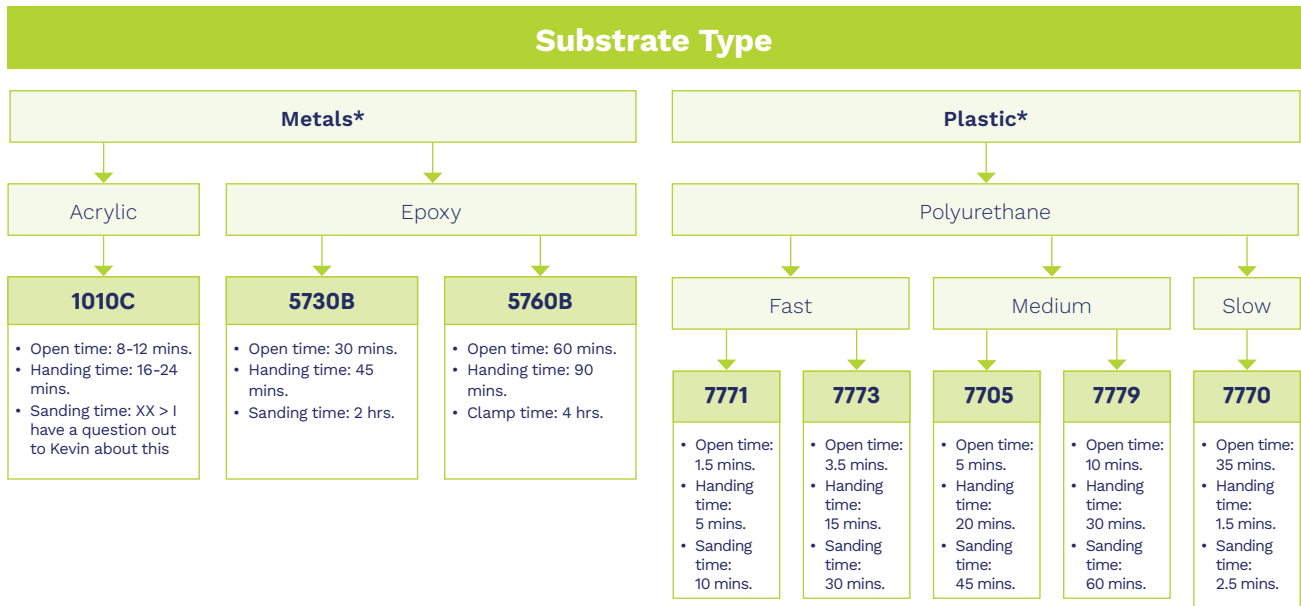 Substrate Type
Metals*
Plastic*
Acrylic
Epoxy
Polyurethane
1010C
• Open time: 8-12 mins.
• Handing time: 16-24
mins.
• Sanding time: XX > I
have a question out
to Kevin about this
5730B
• Open time: 30 mins.
• Handing time: 45
mins.
• Sanding time: 2 hrs.
5760B
• Open time: 60 mins.
• Handing time: 90
mins.
• Clamp time: 4 hrs.
Fast
Medium
Slow
7771
• Open time:
1.5 mins.
• Handing
time:
5 mins.
• Sanding
time:
10 mins.
7773
• Open time:
3.5 mins.
• Handing
time:
15 mins.
• Sanding
time:
30 mins.
7705
• Open time:
5 mins.
• Handing
time:
20 mins.
• Sanding
time:
45 mins.
7779
• Open time:
10 mins.
• Handing
time:
30 mins.
• Sanding
time:
60 mins.
7770
• Open time:
35 mins.
• Handing
time:
1.5 mins.
• Sanding
time:
2.5 mins.